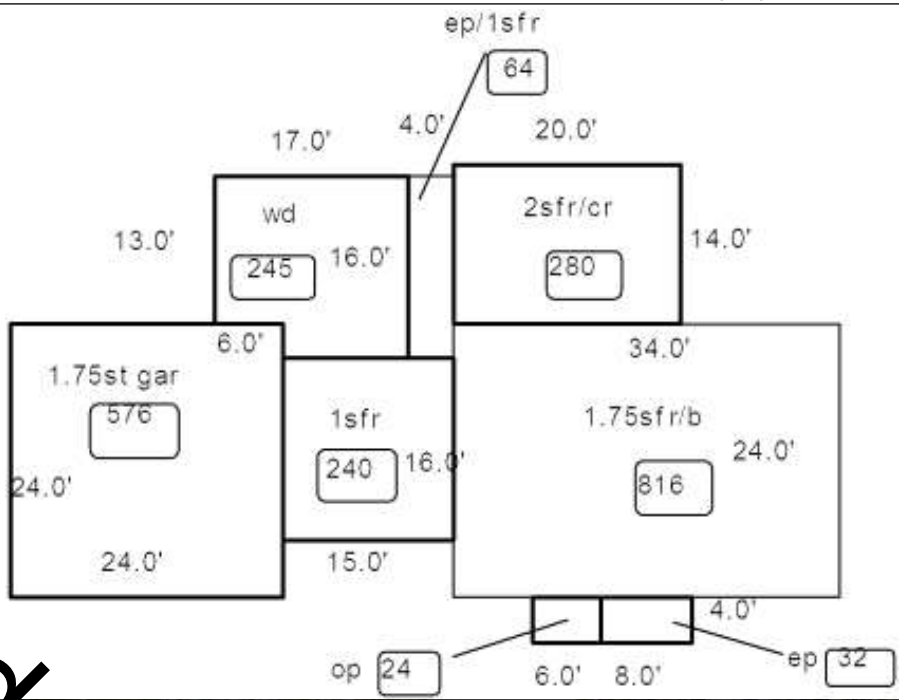 ep/1sfr
64
4.0'
20.0'
17.0'
wd
2sfr/cr
13.0'
16.0'
14.0'
245
280
6.0'
34.0'
1.75st gar
576
1sfr
1.75sfr/b
24.0'
240
16.0'
816
24.0'
24.0'
15.0'
4.0'
op 24
6.0'
8.0'
ep 32